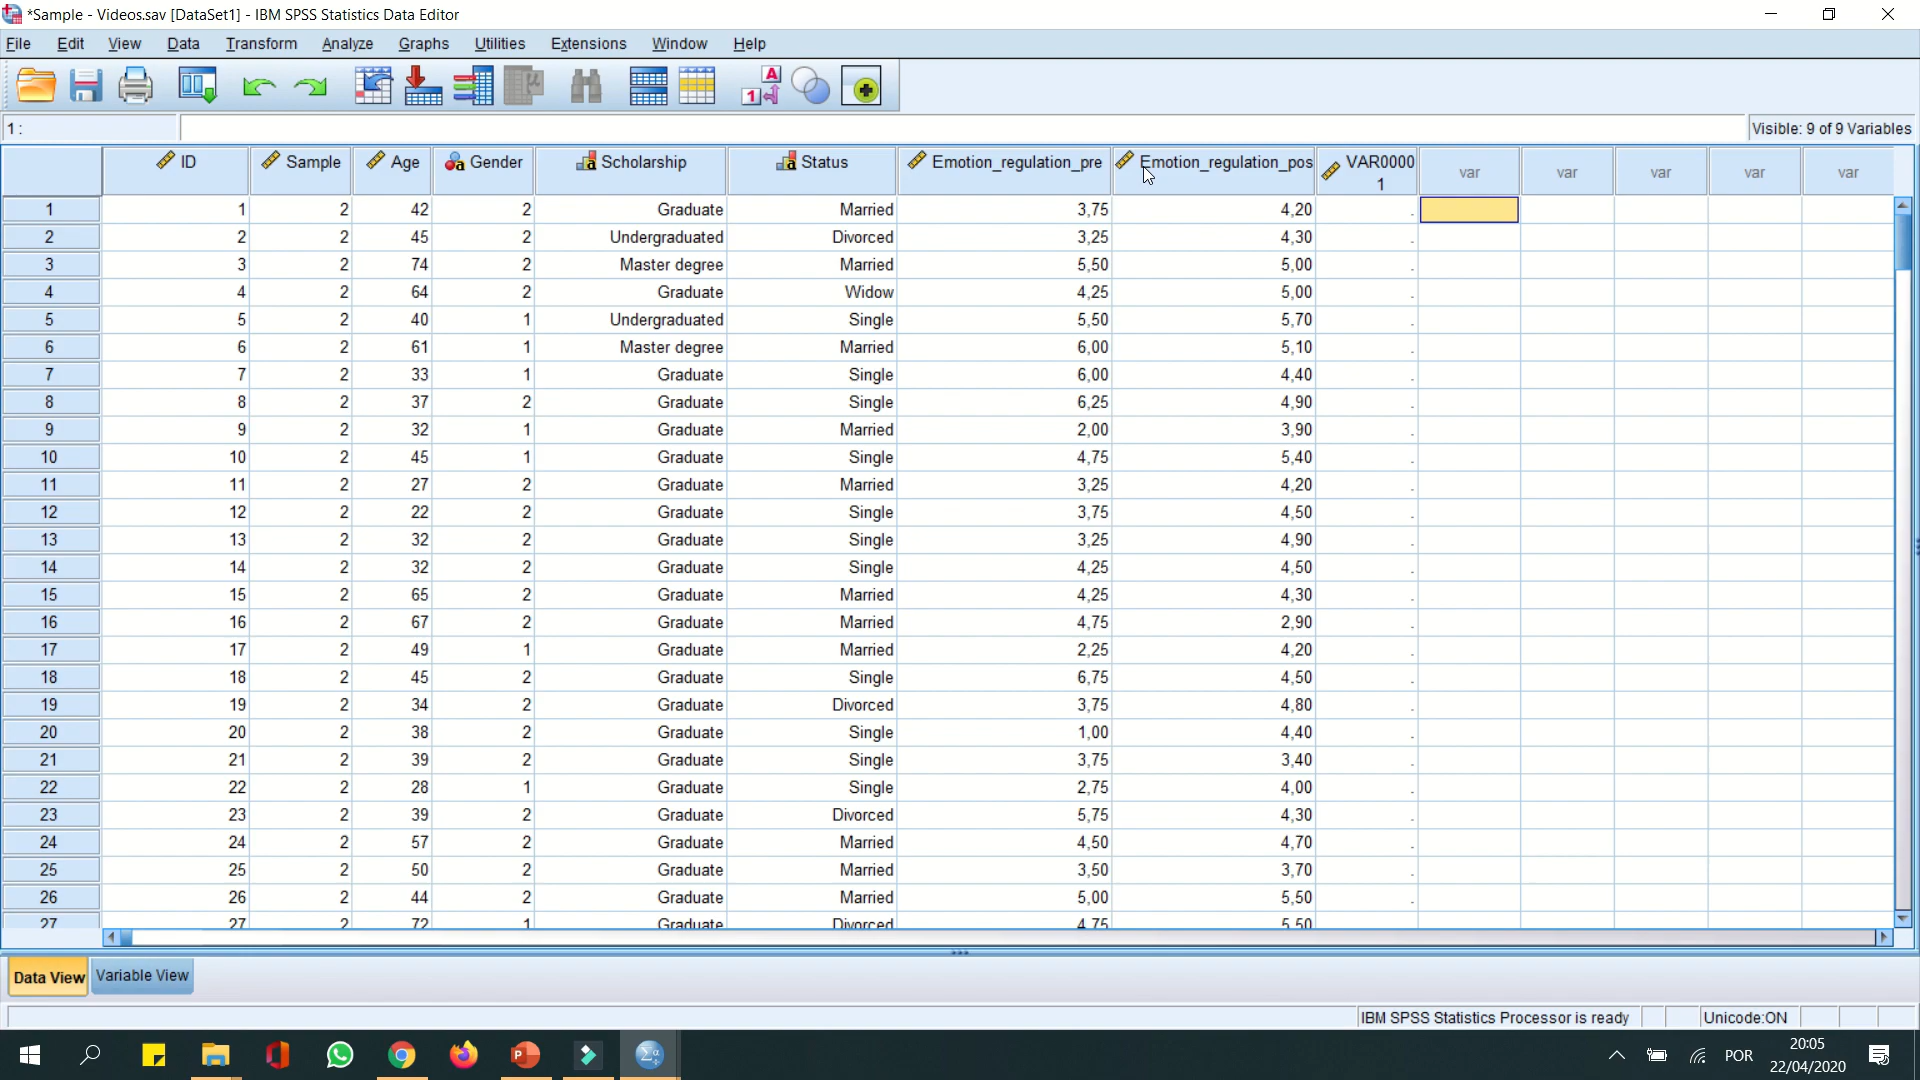 *Sample - Videos.sav [DataSet1] - IBM SPSS Statistics Data Editor
File Edit View Data Transform Analyze Graphs Utilities Extensions Window Help
1 : Visible: 9 of 9 Variables
ID Sample Age Gender Scholarship Status Emotion_regulation_pre Emotion_regulation_pos VAR00001 var var var var var
1 1 2 42 2 Graduate Married 3,75 4,20 .
2 2 2 45 2 Undergraduated Divorced 3,25 4,30 .
3 3 2 74 2 Master degree Married 5,50 5,00 .
4 4 2 64 2 Graduate Widow 4,25 5,00 .
5 5 2 40 1 Undergraduated Single 5,50 5,70 .
6 6 2 61 1 Master degree Married 6,00 5,10 .
7 7 2 33 1 Graduate Single 6,00 4,40 .
8 8 2 37 2 Graduate Single 6,25 4,90 .
9 9 2 32 1 Graduate Married 2,00 3,90 .
10 10 2 45 1 Graduate Single 4,75 5,40 .
11 11 2 27 2 Graduate Married 3,25 4,20 .
12 12 2 22 2 Graduate Single 3,75 4,50 .
13 13 2 32 2 Graduate Single 3,25 4,90 .
14 14 2 32 2 Graduate Single 4,25 4,50 .
15 15 2 65 2 Graduate Married 4,25 4,30 .
16 16 2 67 2 Graduate Married 4,75 2,90 .
17 17 2 49 1 Graduate Married 2,25 4,20 .
18 18 2 45 2 Graduate Single 6,75 4,50 .
19 19 2 34 2 Graduate Divorced 3,75 4,80 .
20 20 2 38 2 Graduate Single 1,00 4,40 .
21 21 2 39 2 Graduate Single 3,75 3,40 .
22 22 2 28 1 Graduate Single 2,75 4,00 .
23 23 2 39 2 Graduate Divorced 5,75 4,30 .
24 24 2 57 2 Graduate Married 4,50 4,70 .
25 25 2 50 2 Graduate Married 3,50 3,70 .
26 26 2 44 2 Graduate Married 5,00 5,50 .
27 27 2 72 1 Graduate Divorced 4,75 5,50
Data View Variable View
IBM SPSS Statistics Processor is ready Unicode:ON
POR 20:05
22/04/2020